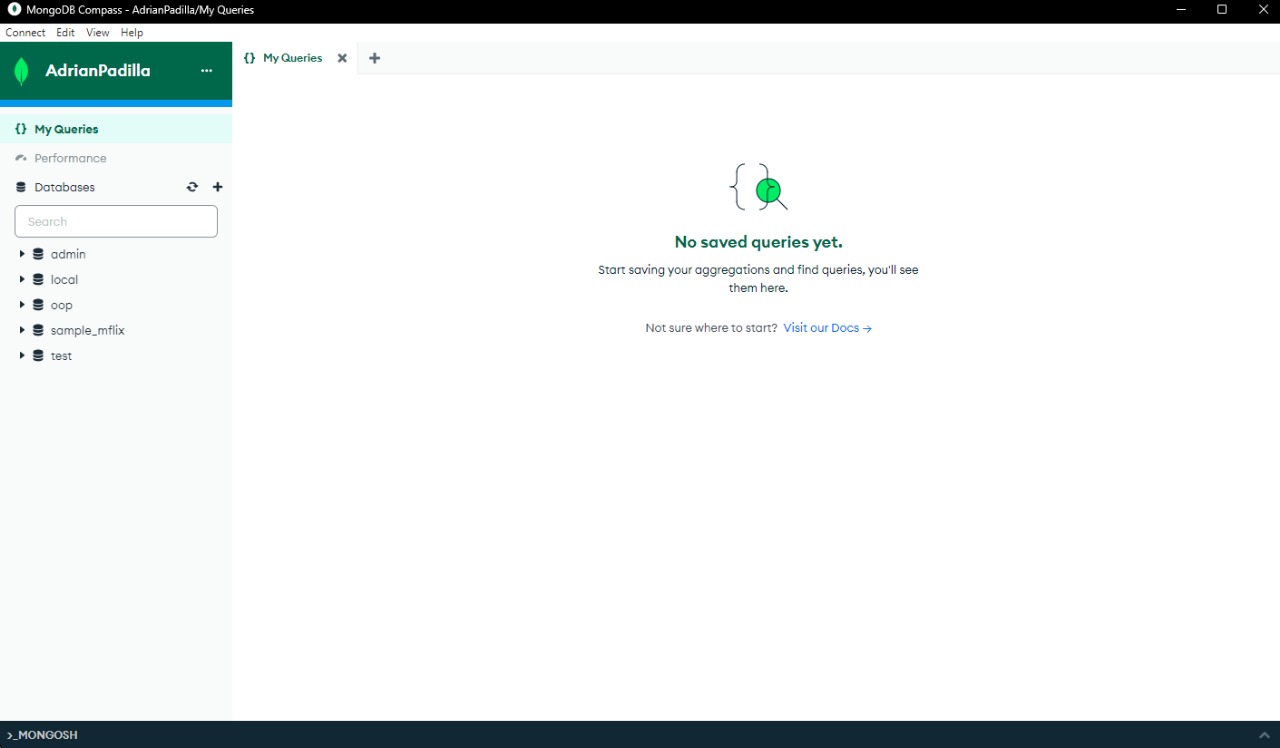 MongoDB Compass - AdrianPadilla/My Queries
Connect Edit View Help
AdrianPadilla ...
{} My Queries
{} My Queries
Performance
Databases
Search
admin
local
oop
sample_mflix
test
No saved queries yet.
Start saving your aggregations and find queries, you'll see
them here.
Not sure where to start? Visit our Docs →
>_MONGOSH